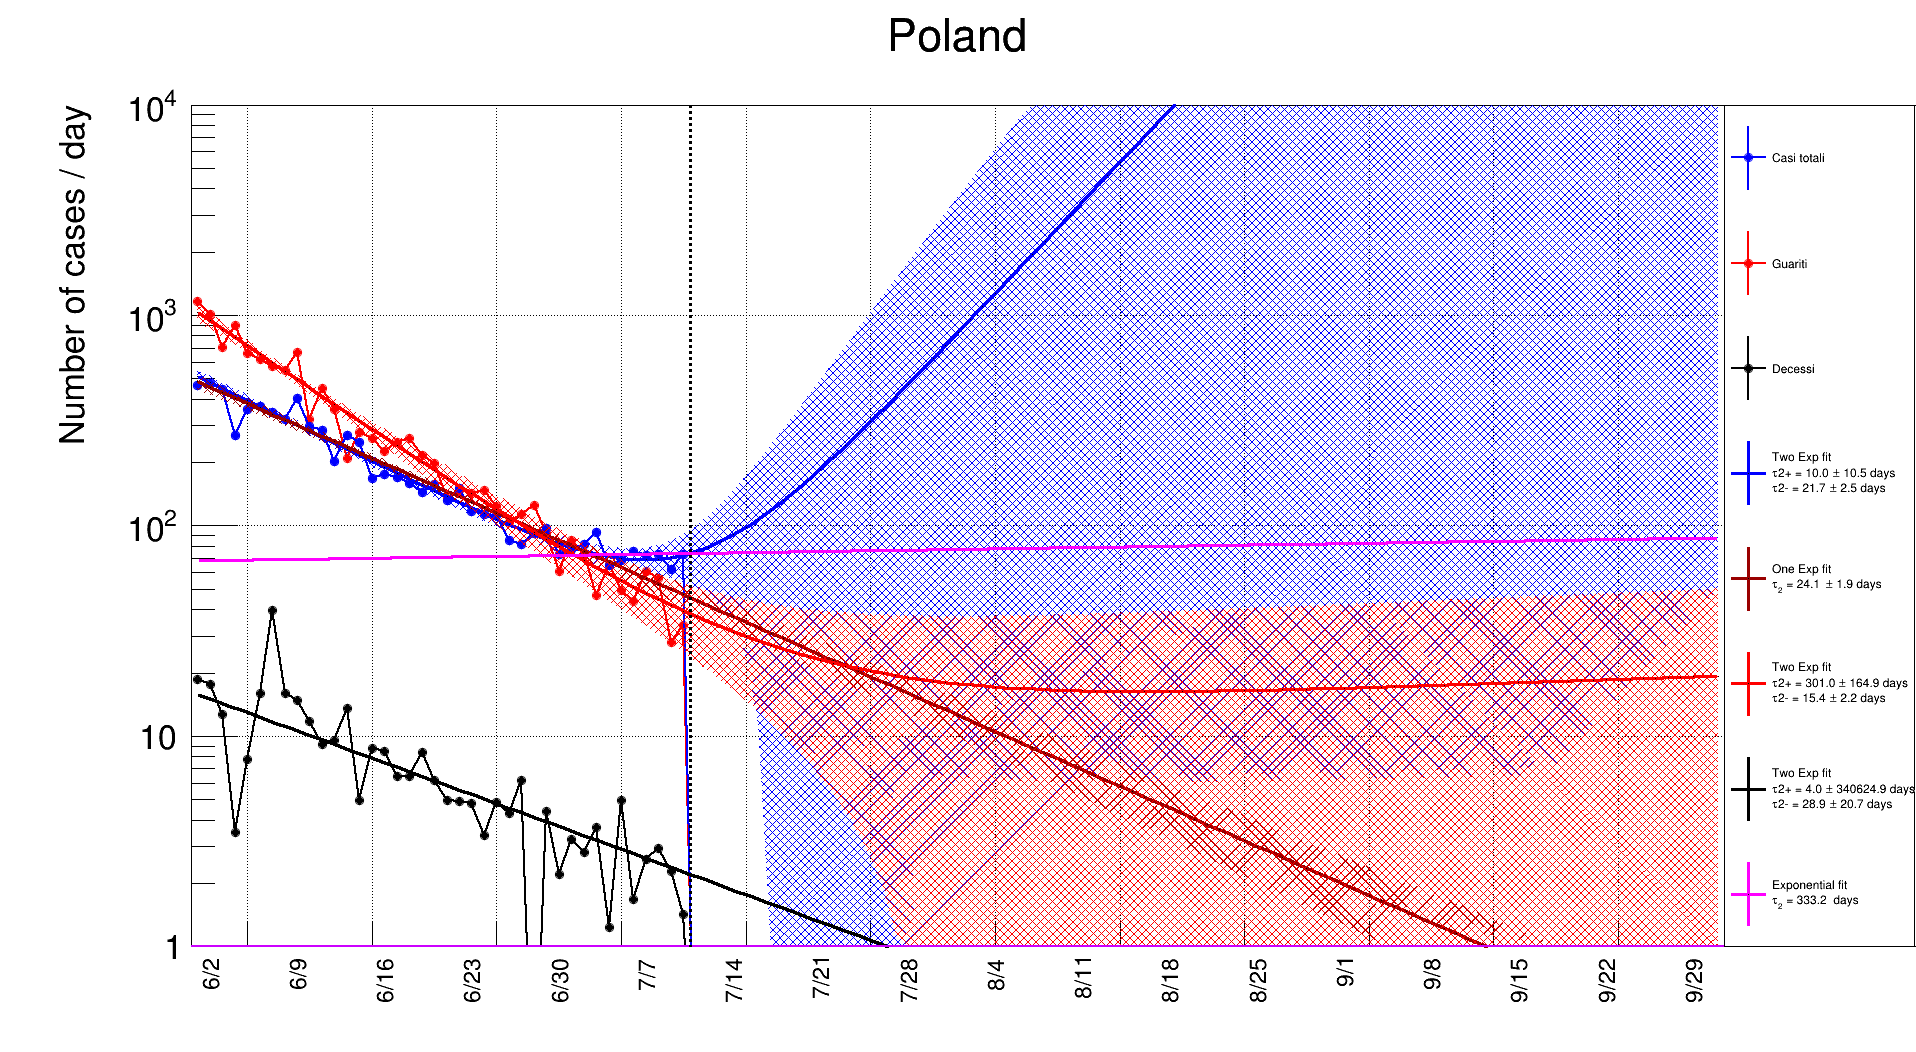 Poland
Number of cases / day
10^4
10^3
10^2
10
1
6/2
6/9
6/16
6/23
6/30
7/7
7/14
7/21
7/28
8/4
8/11
8/18
8/25
9/1
9/8
9/15
9/22
9/29
Casi totali
Guariti
Decessi
Two Exp fit
τ2+ = 10.0 ± 10.5 days
τ2- = 21.7 ± 2.5 days
One Exp fit
τ_2 = 24.1 ± 1.9 days
Two Exp fit
τ2+ = 301.0 ± 164.9 days
τ2- = 15.4 ± 2.2 days
Two Exp fit
τ2+ = 4.0 ± 340624.9 days
τ2- = 28.9 ± 20.7 days
Exponential fit
τ_2 = 333.2 days